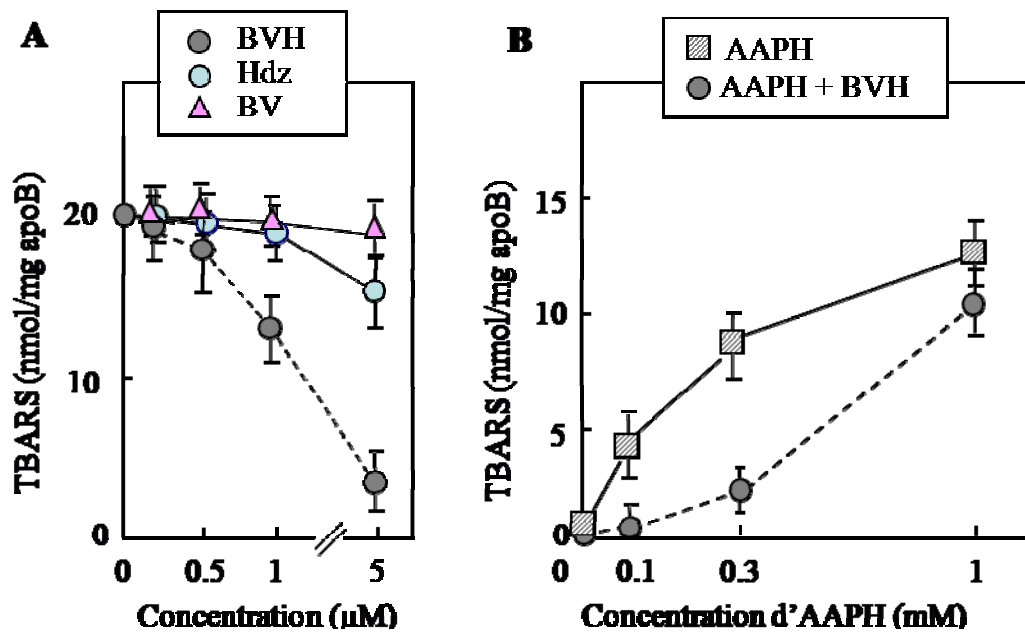 A
BVH
Hdz
BV
TBARS (nmol/mg apoB)
20
10
0
0 0.5 1 5
Concentration (µM)
B
AAPH
AAPH + BVH
TBARS (nmol/mg apoB)
15
10
5
0
0 0.1 0.3 1
Concentration d’AAPH (mM)